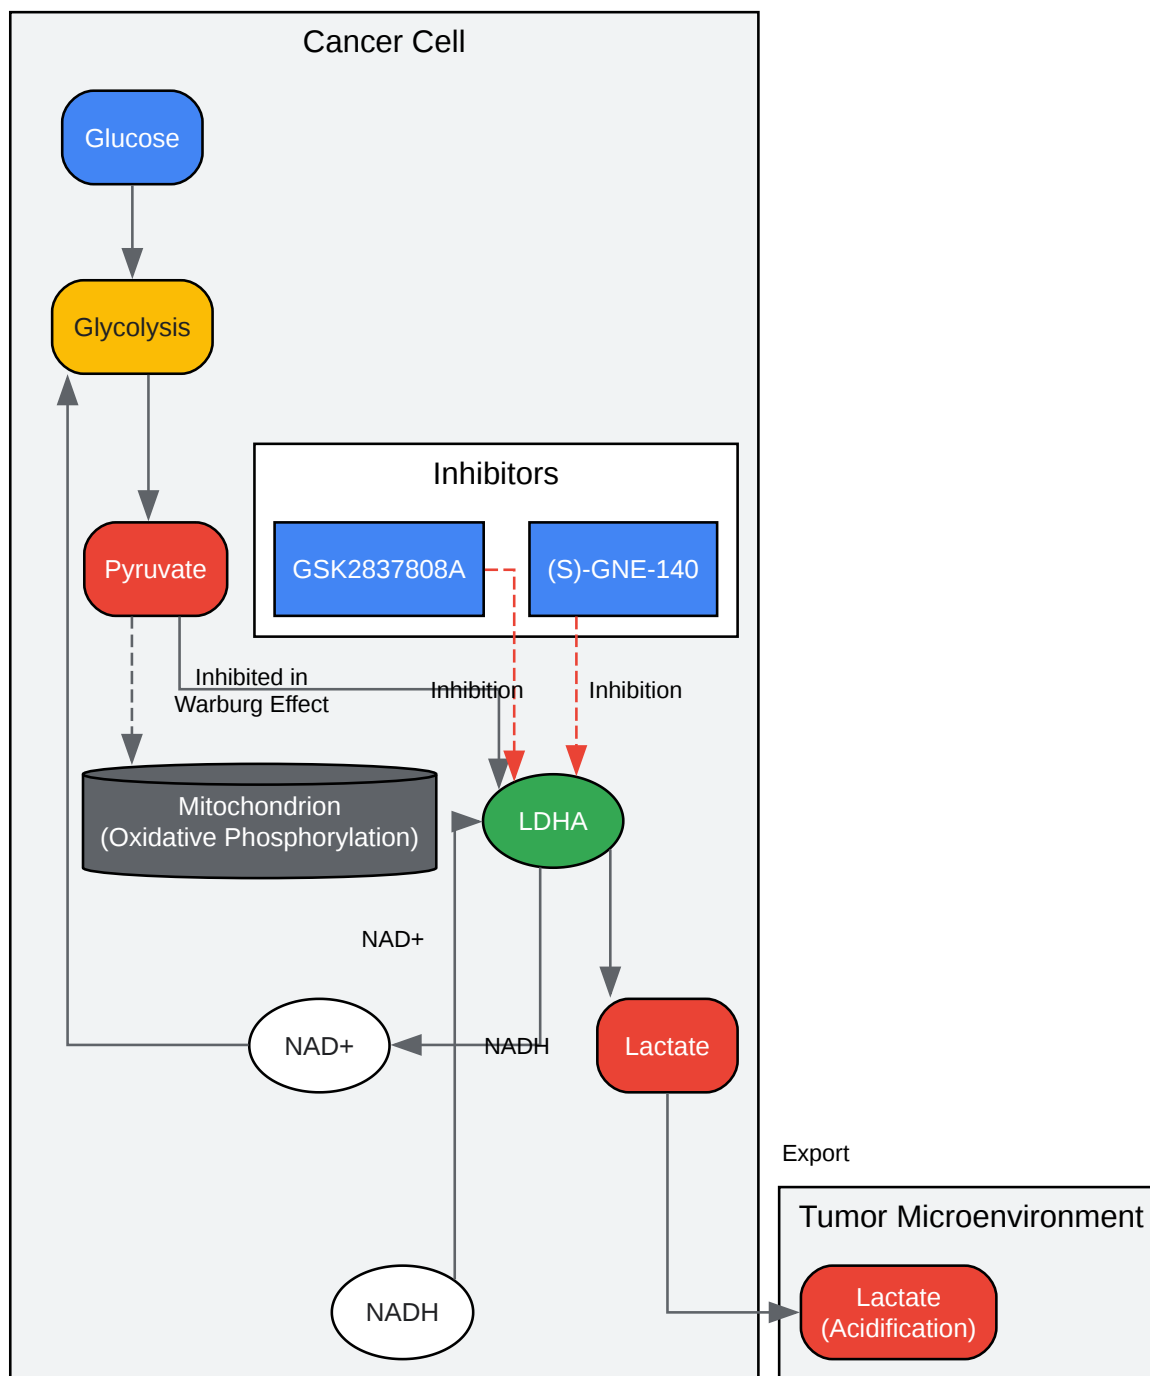 Cancer Cell
Glucose
Glycolysis
Inhibitors
Pyruvate
GSK2837808A
(S)-GNE-140
Inhibited in
Warburg Effect
Inhibition
Inhibition
Mitochondrion
(Oxidative Phosphorylation)
LDHA
NAD+
NAD+
NADH
Lactate
Export
Tumor Microenvironment
Lactate
(Acidification)
NADH